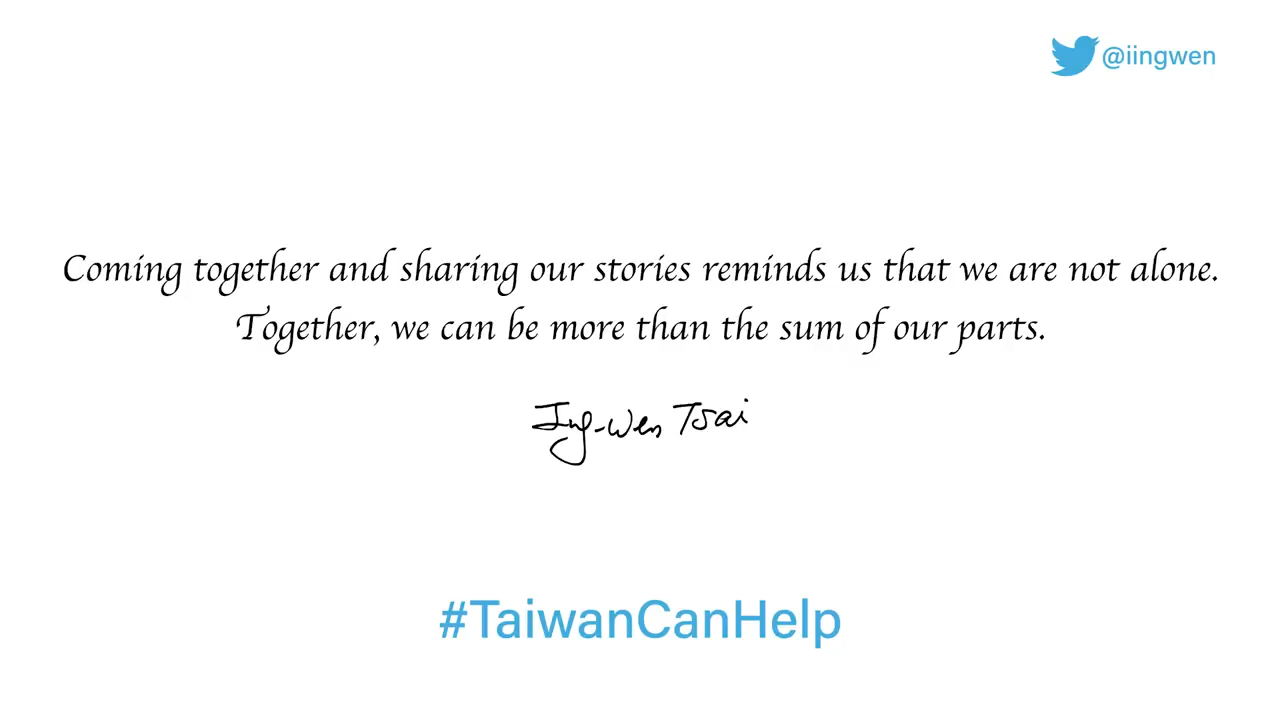 @iingwen
Coming together and sharing our stories reminds us that we are not alone.
Together, we can be more than the sum of our parts.
Ing-Wen Tsai
#TaiwanCanHelp